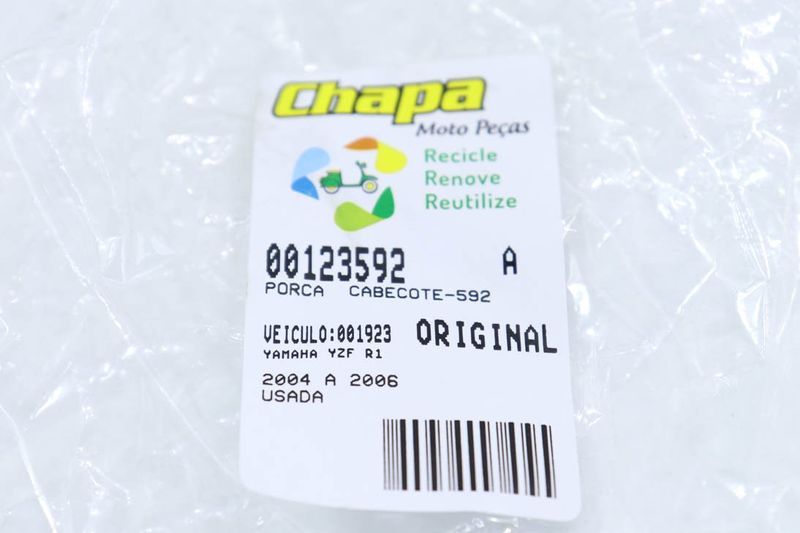 Chapa
Moto Peças
Recicle
Renove
Reutilize
00123592 A
PORCA CABECOTE-592
VEICULO:001923 ORIGINAL
YAMAHA YZF R1
2004 A 2006
USADA